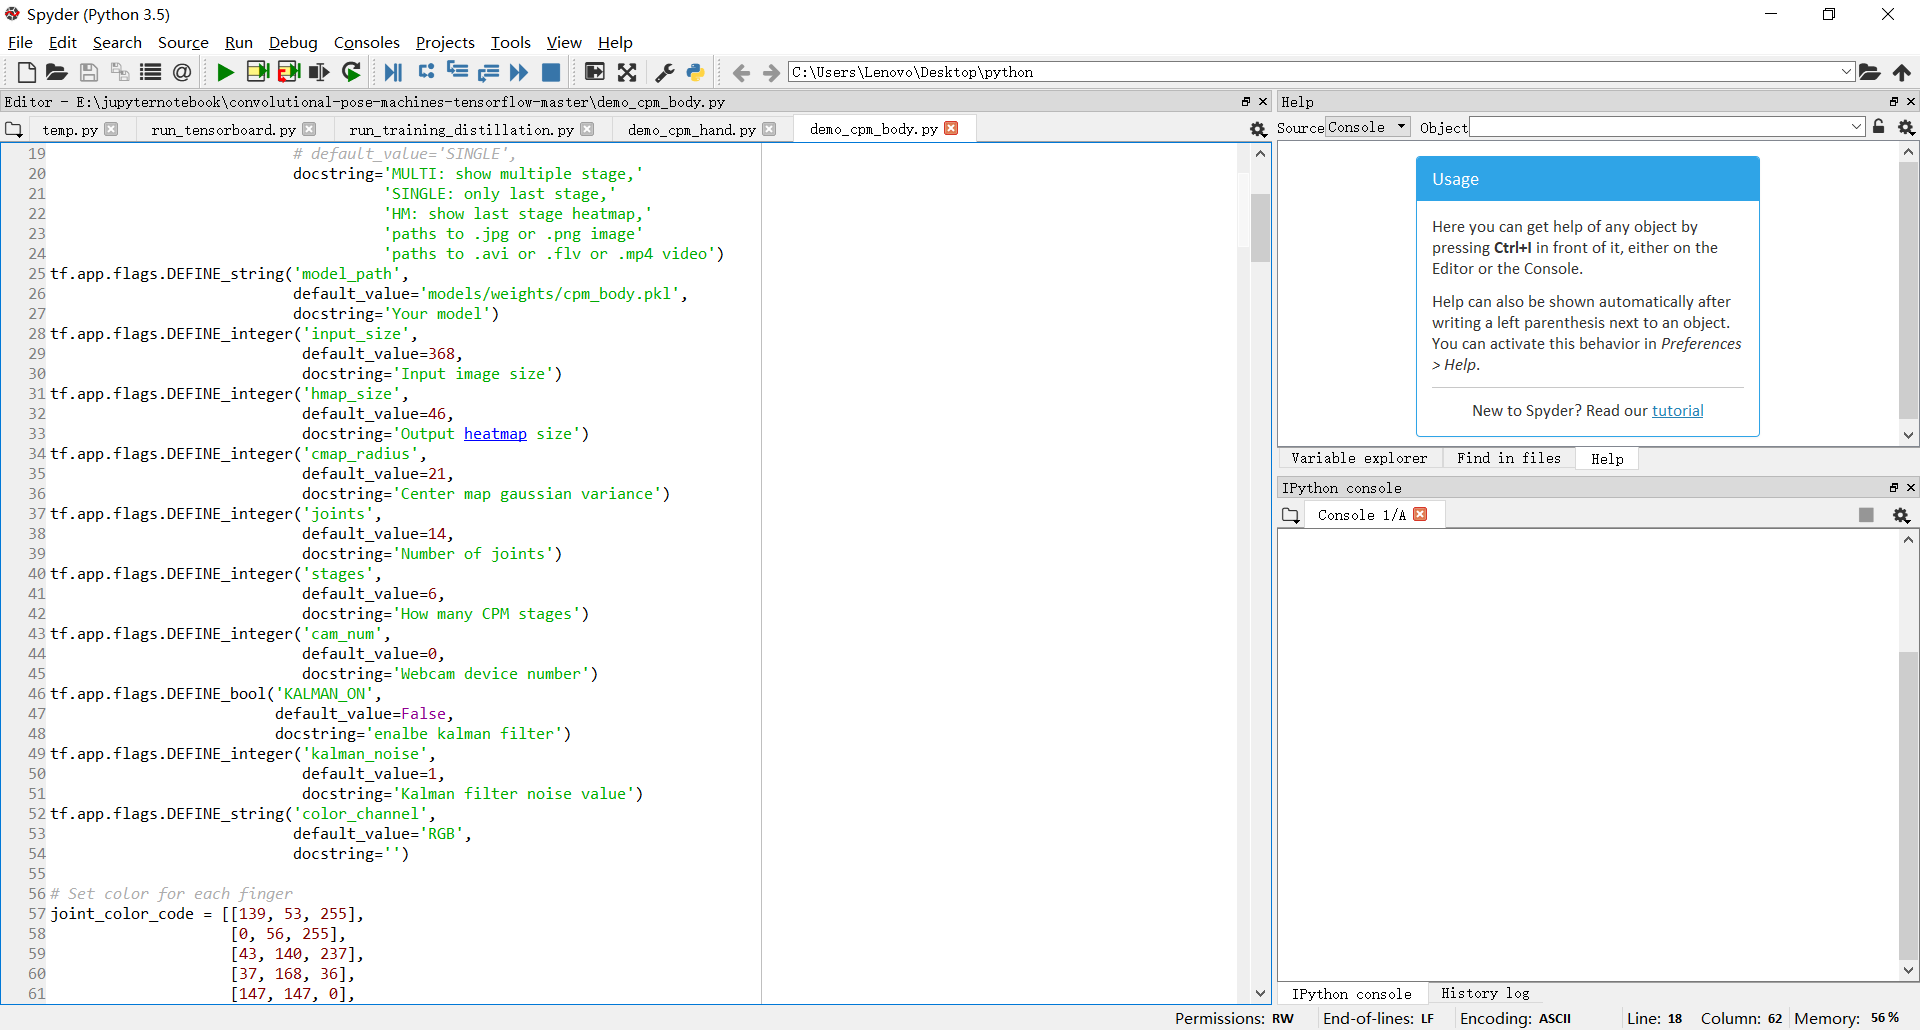 Spyder (Python 3.5)
File Edit Search Source Run Debug Consoles Projects Tools View Help
C:\Users\Lenovo\Desktop\python
Editor - E:\jupyternotebook\convolutional-pose-machines-tensorflow-master\demo_cpm_body.py
temp.py run_tensorboard.py run_training_distillation.py demo_cpm_hand.py demo_cpm_body.py
19 # default_value='SINGLE',
20 docstring='MULTI: show multiple stage,'
21 'SINGLE: only last stage,'
22 'HM: show last stage heatmap,'
23 'paths to .jpg or .png image'
24 'paths to .avi or .flv or .mp4 video')
25 tf.app.flags.DEFINE_string('model_path',
26 default_value='models/weights/cpm_body.pkl',
27 docstring='Your model')
28 tf.app.flags.DEFINE_integer('input_size',
29 default_value=368,
30 docstring='Input image size')
31 tf.app.flags.DEFINE_integer('hmap_size',
32 default_value=46,
33 docstring='Output heatmap size')
34 tf.app.flags.DEFINE_integer('cmap_radius',
35 default_value=21,
36 docstring='Center map gaussian variance')
37 tf.app.flags.DEFINE_integer('joints',
38 default_value=14,
39 docstring='Number of joints')
40 tf.app.flags.DEFINE_integer('stages',
41 default_value=6,
42 docstring='How many CPM stages')
43 tf.app.flags.DEFINE_integer('cam_num',
44 default_value=0,
45 docstring='Webcam device number')
46 tf.app.flags.DEFINE_bool('KALMAN_ON',
47 default_value=False,
48 docstring='enalbe kalman filter')
49 tf.app.flags.DEFINE_integer('kalman_noise',
50 default_value=1,
51 docstring='Kalman filter noise value')
52 tf.app.flags.DEFINE_string('color_channel',
53 default_value='RGB',
54 docstring='')
55
56 # Set color for each finger
57 joint_color_code = [[139, 53, 255],
58 [0, 56, 255],
59 [43, 140, 237],
60 [37, 168, 36],
61 [147, 147, 0],
Help
Source Console Object
Usage
Here you can get help of any object by
pressing Ctrl+I in front of it, either on the
Editor or the Console.
Help can also be shown automatically after
writing a left parenthesis next to an object.
You can activate this behavior in Preferences
> Help.
New to Spyder? Read our tutorial
Variable explorer Find in files Help
IPython console
Console 1/A
IPython console History log
Permissions: RW End-of-lines: LF Encoding: ASCII Line: 18 Column: 62 Memory: 56 %